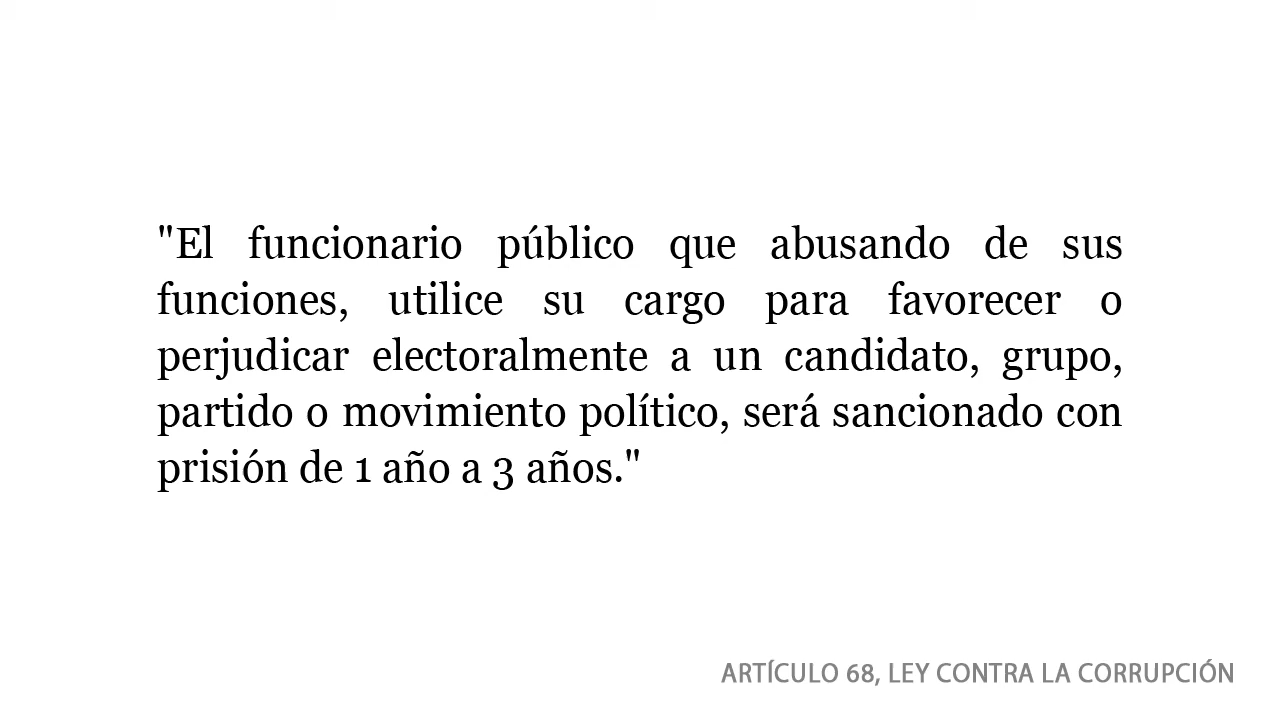 "El funcionario público que abusando de sus
funciones, utilice su cargo para favorecer o
perjudicar electoralmente a un candidato, grupo,
partido o movimiento político, será sancionado con
prisión de 1 año a 3 años."
ARTÍCULO 68, LEY CONTRA LA CORRUPCIÓN